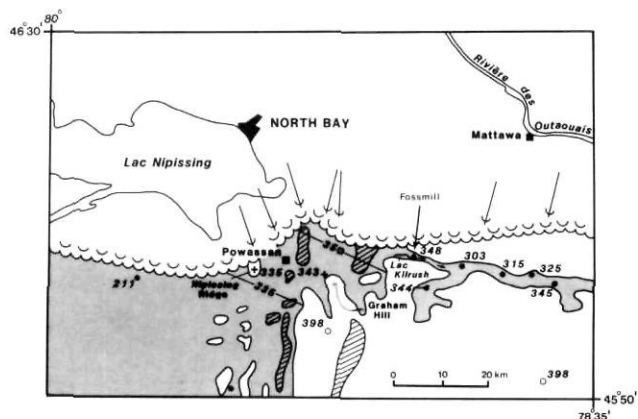 80°
46°30'
Rivière des
Outaouais
NORTH BAY
Mattawa
Lac Nipissing
Fossmill
Powassan
350
348
Lac
Kilrush
303
315
325
335
343
344
345
211
Nipissing
Ridge
335
Graham
Hill
398
0 10 20 km
398
45°50
78°35'